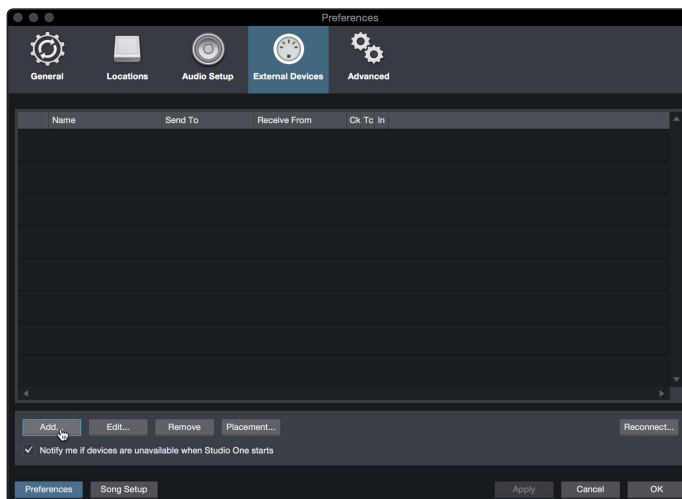 Preferences
General Locations Audio Setup External Devices Advanced
Name Send To Receive From Ck Tc In
Add... Edit... Remove Placement... Reconnect...
Notify me if devices are unavailable when Studio One starts
Preferences Song Setup Apply Cancel OK